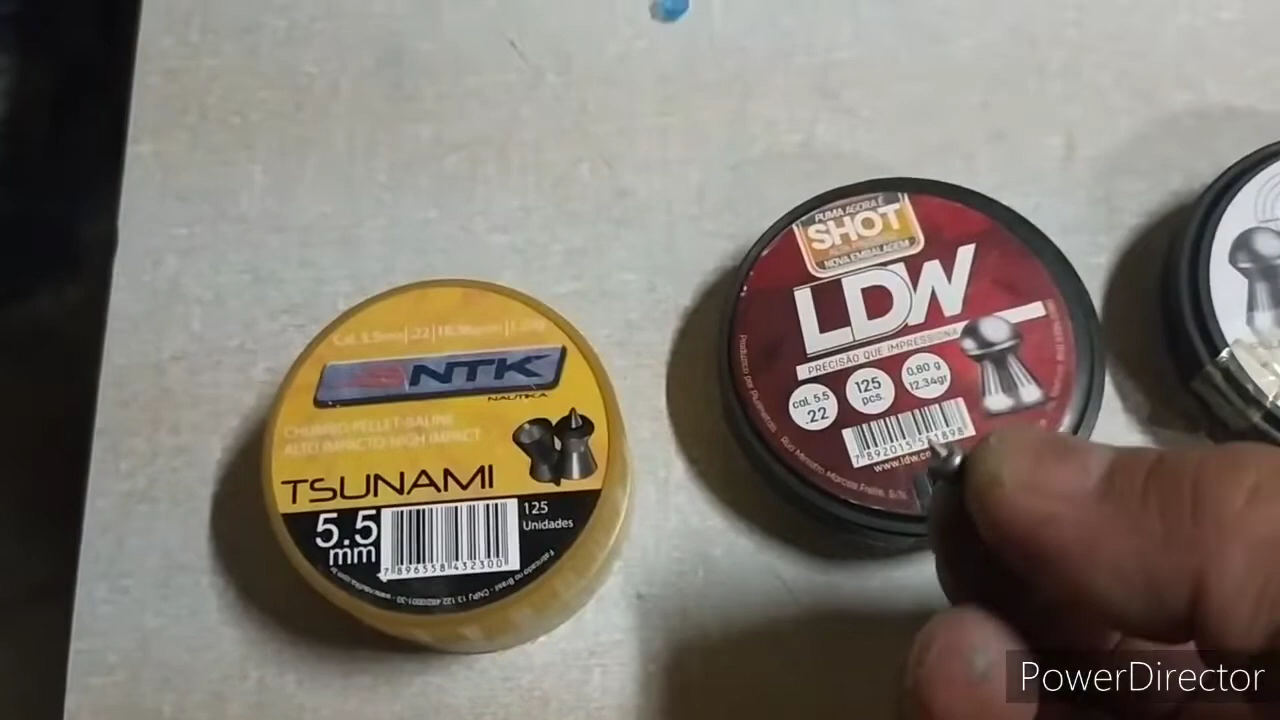 NTK
NAUTIKA
CHUMBO PELLET-BALINE
ALTO IMPACTO HIGH IMPACT
TSUNAMI
5.5
mm
125
Unidades
7 896558 432300
PUMA AGORA É
SHOT
NOVA EMBALAGEM
LDW
PRECISÃO QUE IMPRESSIONA
cal. 5.5
.22
125
pcs.
0,80 g
12,34gr
7 892015 551898
www.ldw.c
PowerDirector